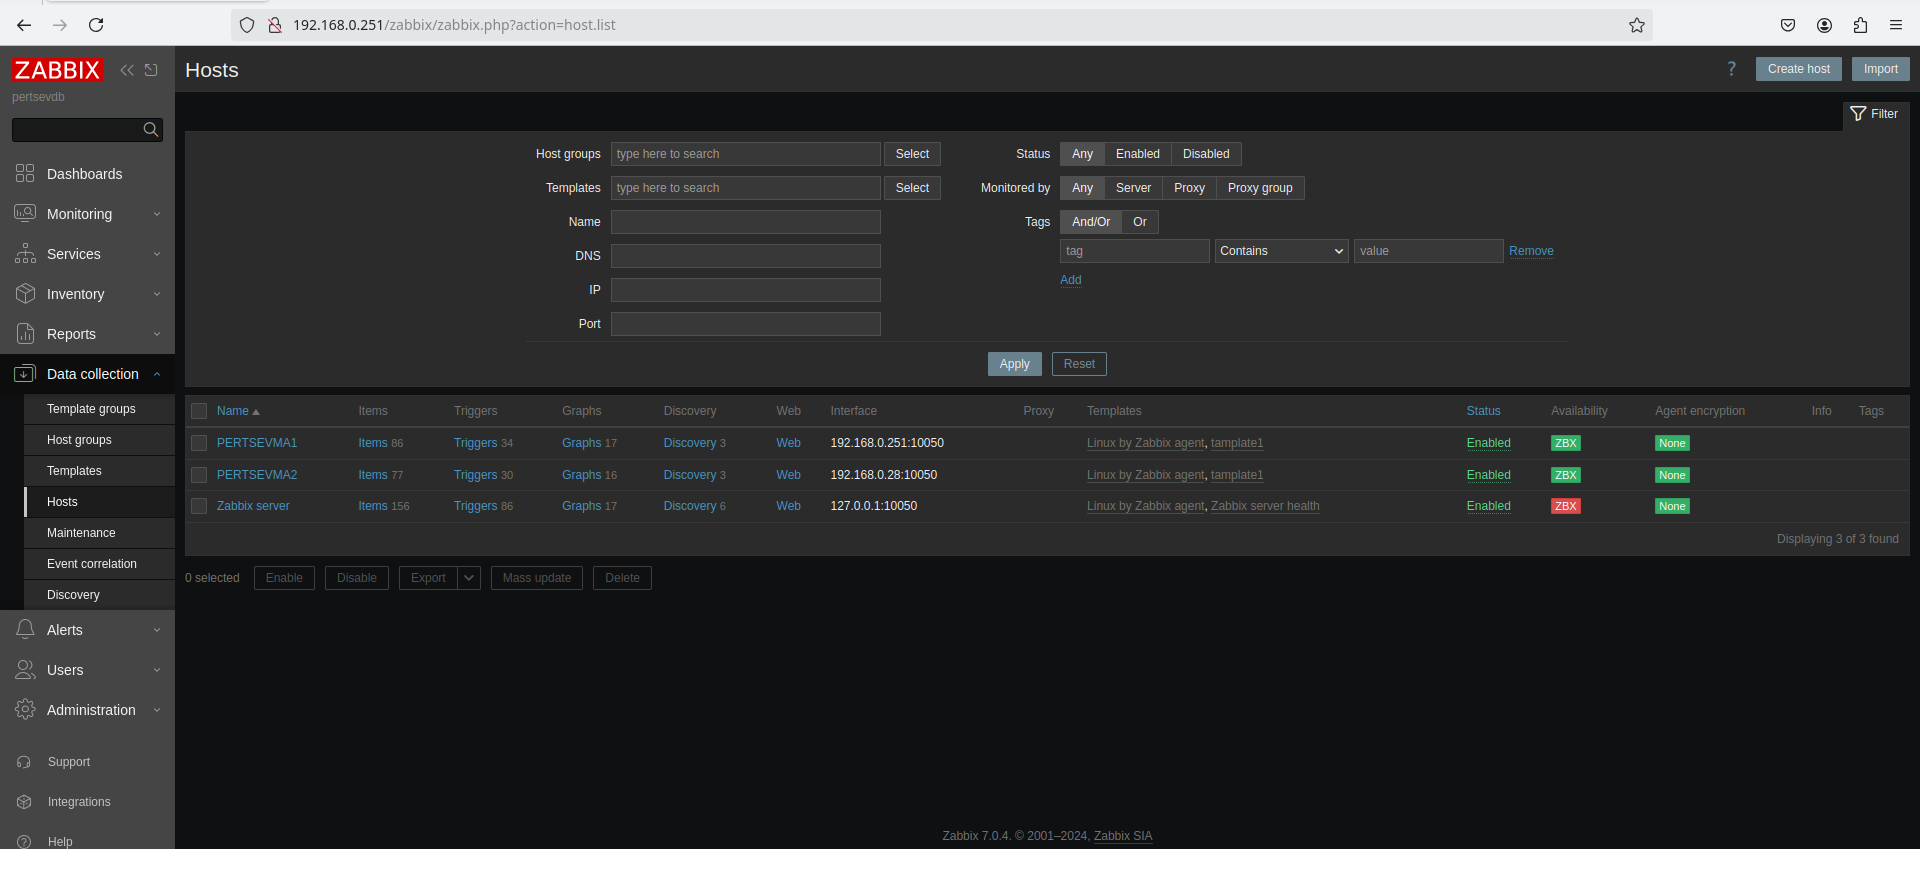 192.168.0.251/zabbix/zabbix.php?action=host.list
ZABBIX
pertsevdb
Dashboards
Monitoring
Services
Inventory
Reports
Data collection
Template groups
Host groups
Templates
Hosts
Maintenance
Event correlation
Discovery
Alerts
Users
Administration
Support
Integrations
Help
Hosts
? Create host Import
Filter
Host groups type here to search Select
Templates type here to search Select
Name
DNS
IP
Port
Status Any Enabled Disabled
Monitored by Any Server Proxy Proxy group
Tags And/Or Or
tag Contains value Remove
Add
Apply Reset
Name Items Triggers Graphs Discovery Web Interface Proxy Templates Status Availability Agent encryption Info Tags
PERTSEVMA1 Items 86 Triggers 34 Graphs 17 Discovery 3 Web 192.168.0.251:10050 Linux by Zabbix agent, tamplate1 Enabled ZBX None
PERTSEVMA2 Items 77 Triggers 30 Graphs 16 Discovery 3 Web 192.168.0.28:10050 Linux by Zabbix agent, tamplate1 Enabled ZBX None
Zabbix server Items 156 Triggers 86 Graphs 17 Discovery 6 Web 127.0.0.1:10050 Linux by Zabbix agent, Zabbix server health Enabled ZBX None
Displaying 3 of 3 found
0 selected Enable Disable Export Mass update Delete
Zabbix 7.0.4. © 2001–2024, Zabbix SIA